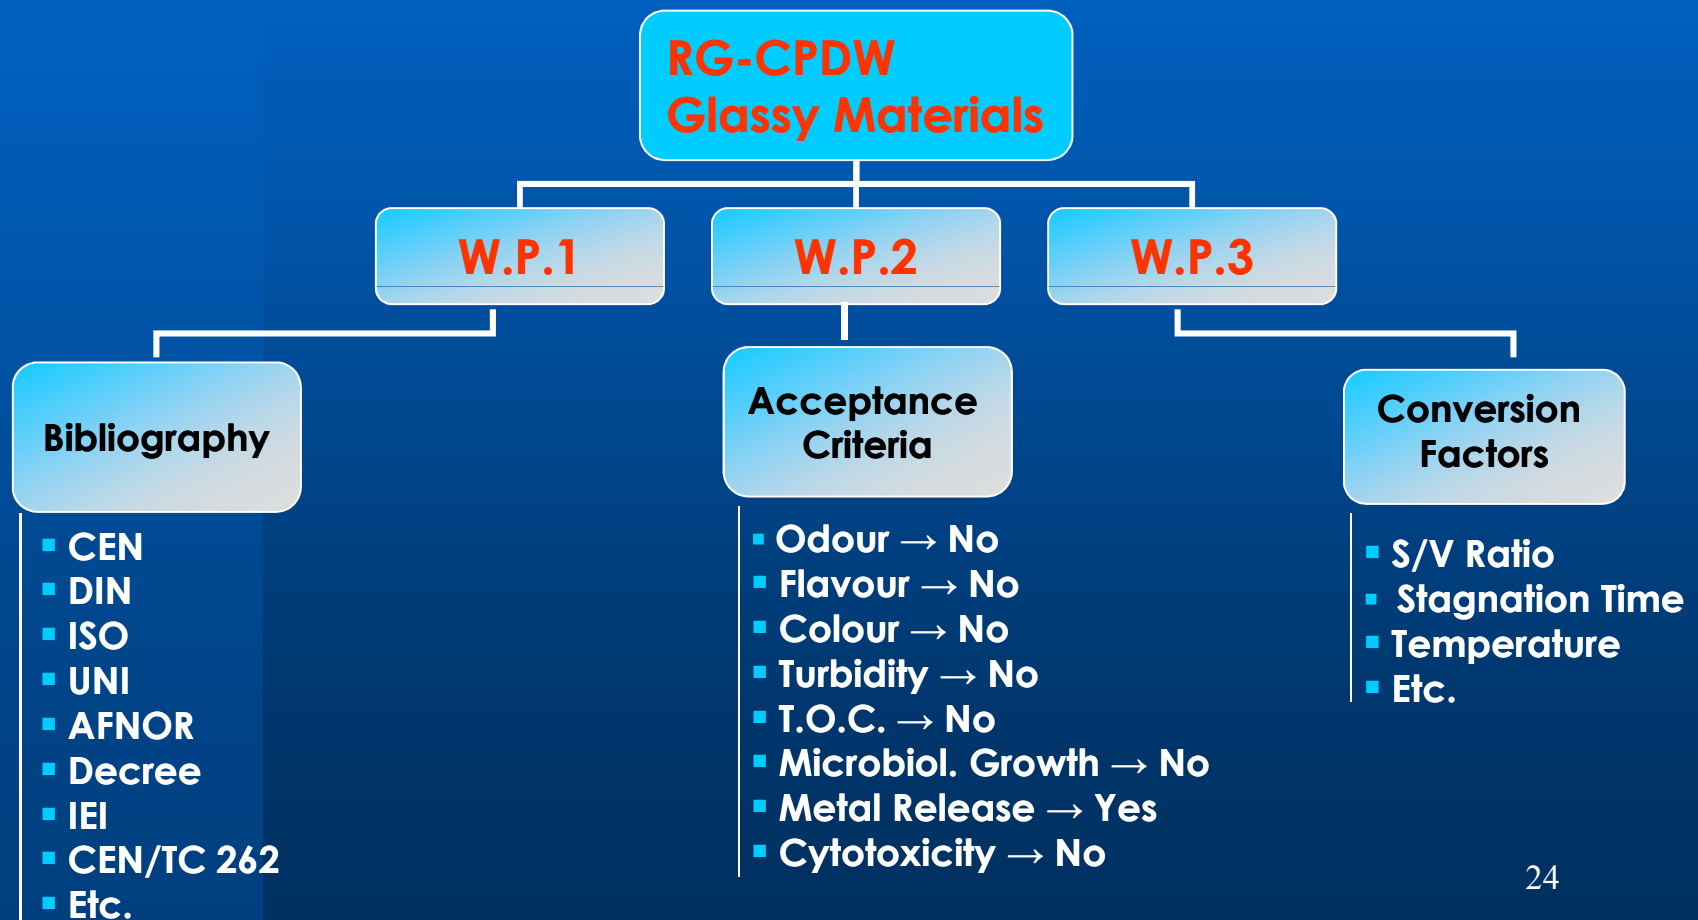 RG-CPDW
Glassy Materials
W.P.1
W.P.2
W.P.3
Bibliography
▪ CEN
▪ DIN
▪ ISO
▪ UNI
▪ AFNOR
▪ Decree
▪ IEI
▪ CEN/TC 262
▪ Etc.
Acceptance
Criteria
▪ Odour → No
▪ Flavour → No
▪ Colour → No
▪ Turbidity → No
▪ T.O.C. → No
▪ Microbiol. Growth → No
▪ Metal Release → Yes
▪ Cytotoxicity → No
Conversion
Factors
▪ S/V Ratio
▪ Stagnation Time
▪ Temperature
▪ Etc.
24